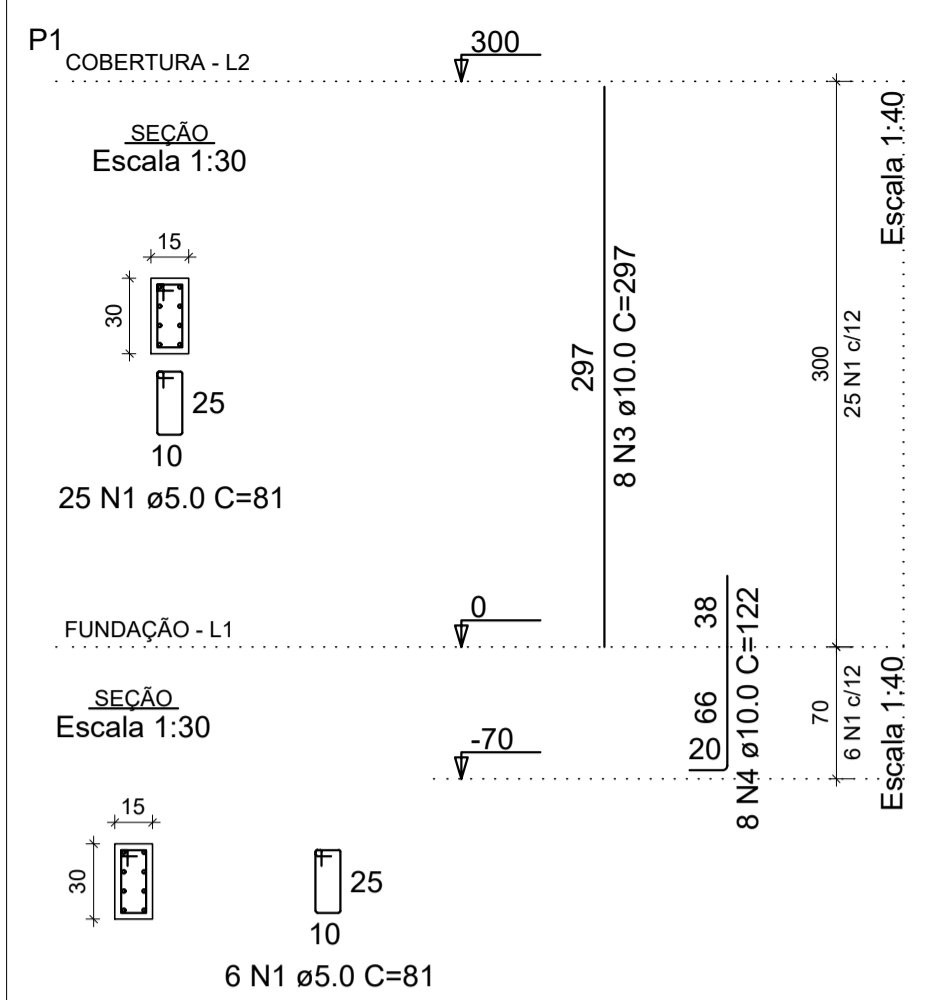 P1
COBERTURA - L2
300
SEÇÃO
Escala 1:30
Escala 1:40
15
30
25
10
25 N1 ø5.0 C=81
297
8 N3 ø10.0 C=297
300
25 N1 c/12
FUNDAÇÃO - L1
0
38
66
20
8 N4 ø10.0 C=122
SEÇÃO
Escala 1:30
-70
70
6 N1 c/12
Escala 1:40
15
30
25
10
6 N1 ø5.0 C=81